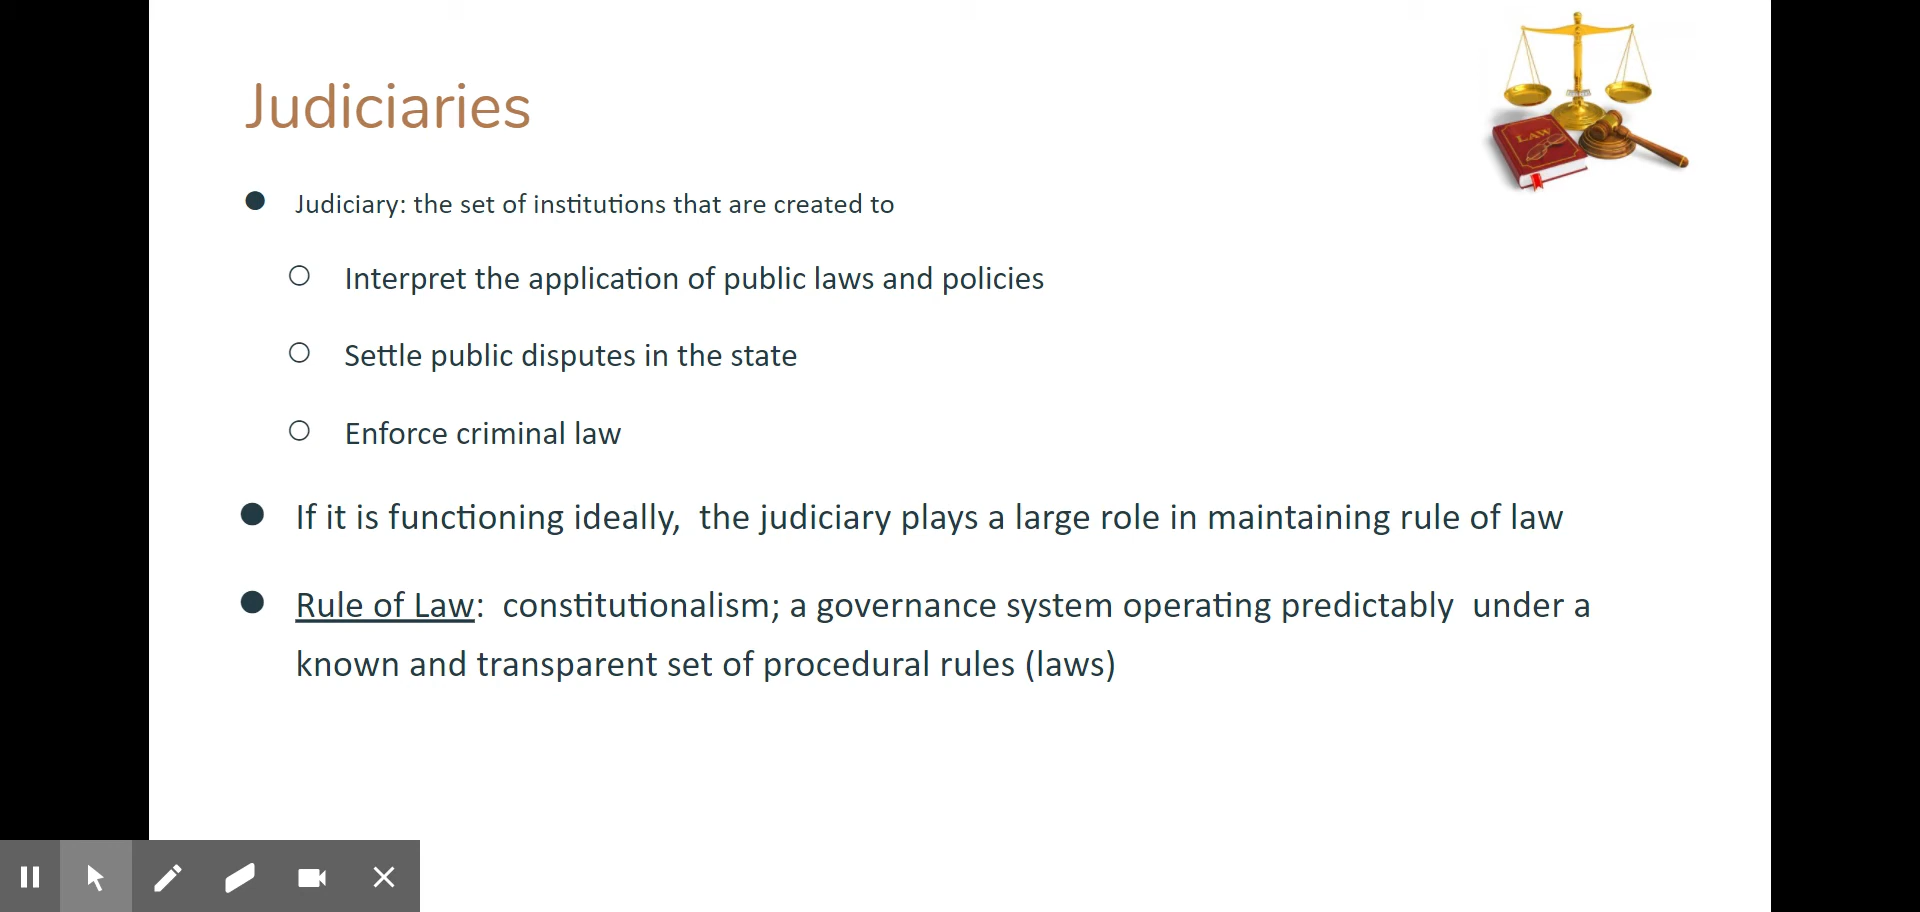 Judiciaries
Judiciary: the set of institutions that are created to
Interpret the application of public laws and policies
Settle public disputes in the state
Enforce criminal law
If it is functioning ideally,  the judiciary plays a large role in maintaining rule of law
Rule of Law:  constitutionalism; a governance system operating predictably  under a
known and transparent set of procedural rules (laws)
LAW